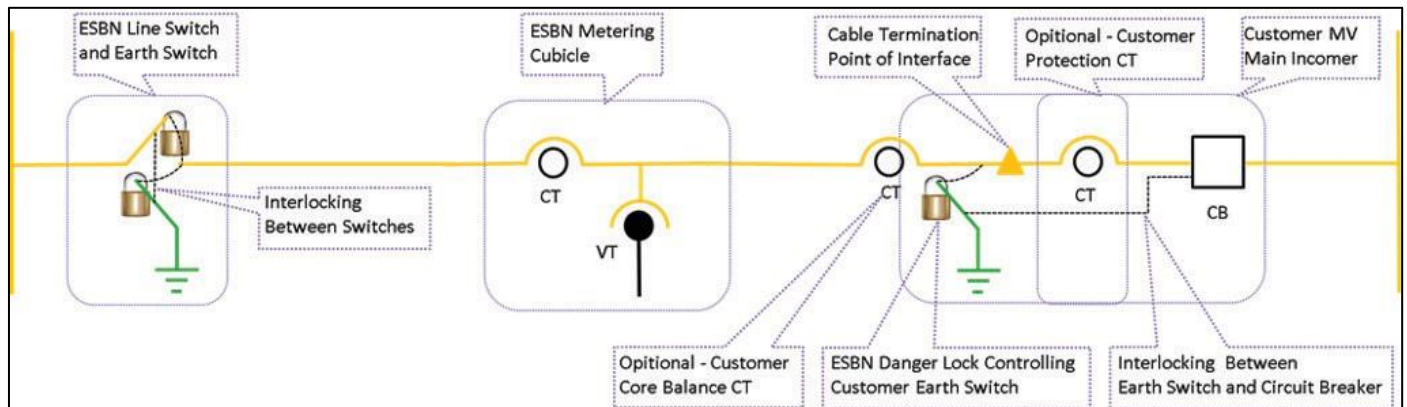 ESBN Line Switch
and Earth Switch
ESBN Metering
Cubicle
Cable Termination
Point of Interface
Opitional - Customer
Protection CT
Customer MV
Main Incomer
Interlocking
Between Switches
CT
VT
CT
CT
CB
Opitional - Customer
Core Balance CT
ESBN Danger Lock Controlling
Customer Earth Switch
Interlocking Between
Earth Switch and Circuit Breaker